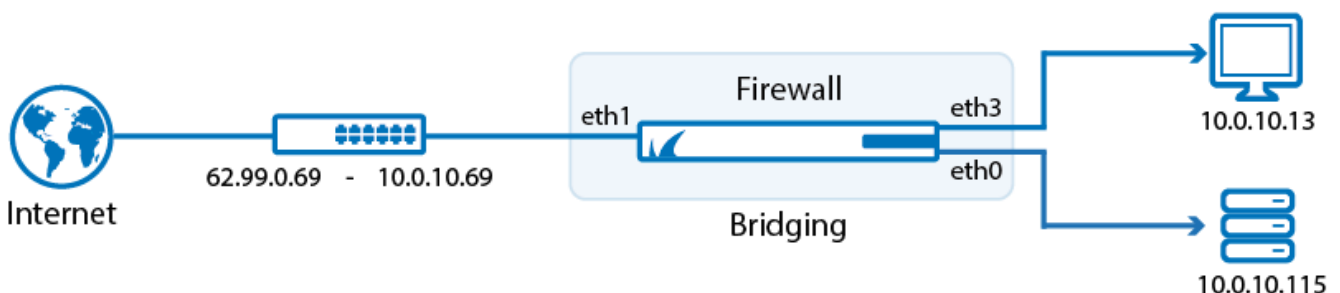 Internet
62.99.0.69 - 10.0.10.69
Firewall
eth1
eth3
eth0
Bridging
10.0.10.13
10.0.10.115